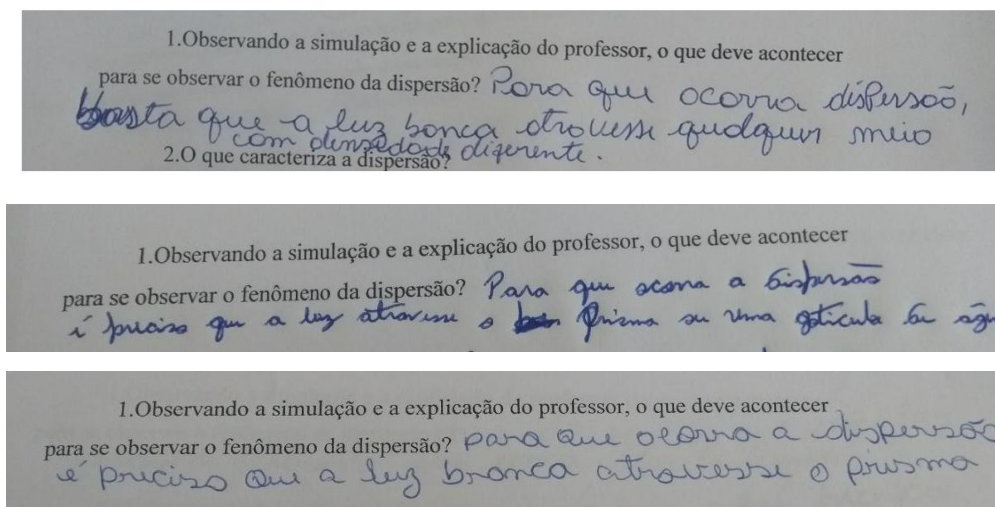 1.Observando a simulação e a explicação do professor, o que deve acontecer
para se observar o fenômeno da dispersão? Para que ocorra dispersão,
basta que a luz branca atravesse qualquer meio
com densidade diferente.
2.O que caracteriza a dispersão?
1.Observando a simulação e a explicação do professor, o que deve acontecer
para se observar o fenômeno da dispersão? Para que ocorra a dispersão
é preciso que a luz atravesse o prisma ou uma gotícula de águ
1.Observando a simulação e a explicação do professor, o que deve acontecer
para se observar o fenômeno da dispersão? para que ocorra a dispersão
é preciso que a luz branca atravesse o prisma